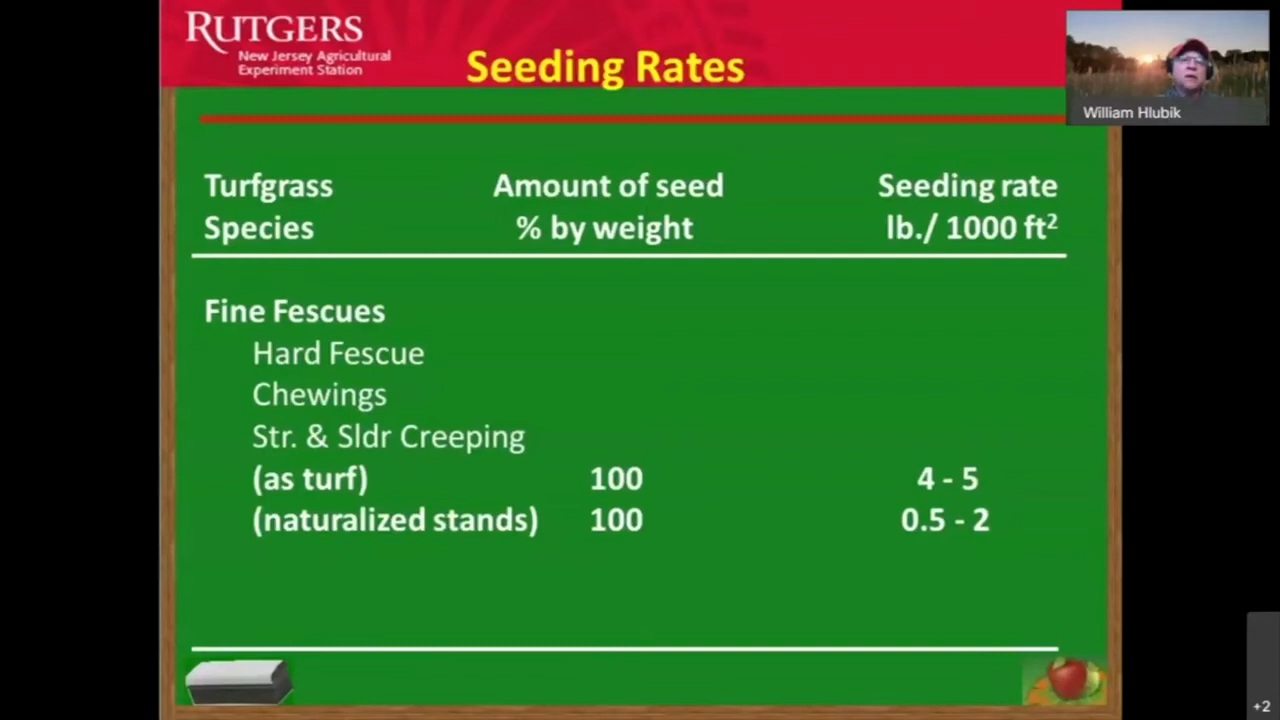 RUTGERS
New Jersey Agricultural
Experiment Station
Seeding Rates
William Hlubik
Turfgrass Amount of seed Seeding rate
Species % by weight lb./ 1000 ft²
Fine Fescues
Hard Fescue
Chewings
Str. & Sldr Creeping
(as turf) 100 4 - 5
(naturalized stands) 100 0.5 - 2
+2